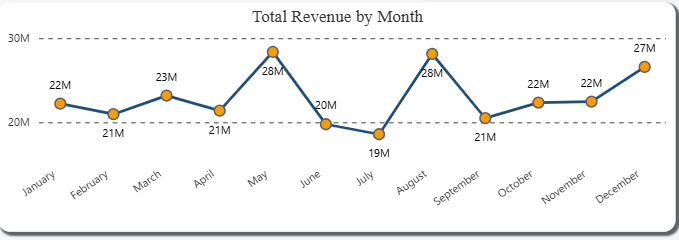 Total Revenue by Month
30M
20M
22M
21M
23M
21M
28M
20M
19M
28M
21M
22M
22M
27M
January
February
March
April
May
June
July
August
September
October
November
December